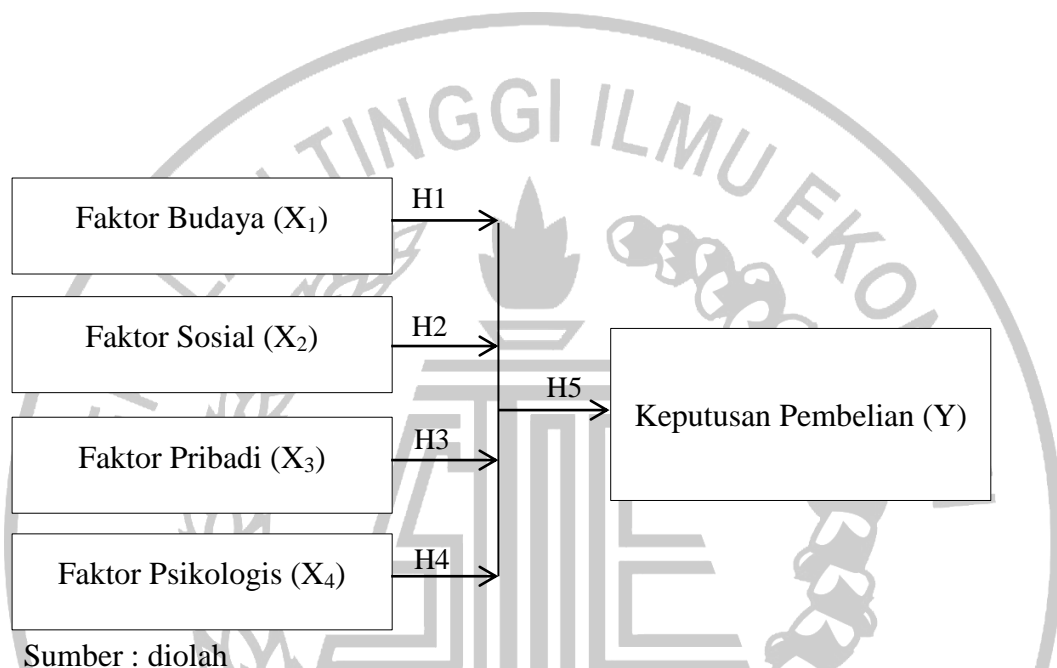 TINGGI ILMU EKO
Faktor Budaya (X₁)
H1
Faktor Sosial (X₂)
H2
H5
Keputusan Pembelian (Y)
Faktor Pribadi (X₃)
H3
Faktor Psikologis (X₄)
H4
Sumber : diolah